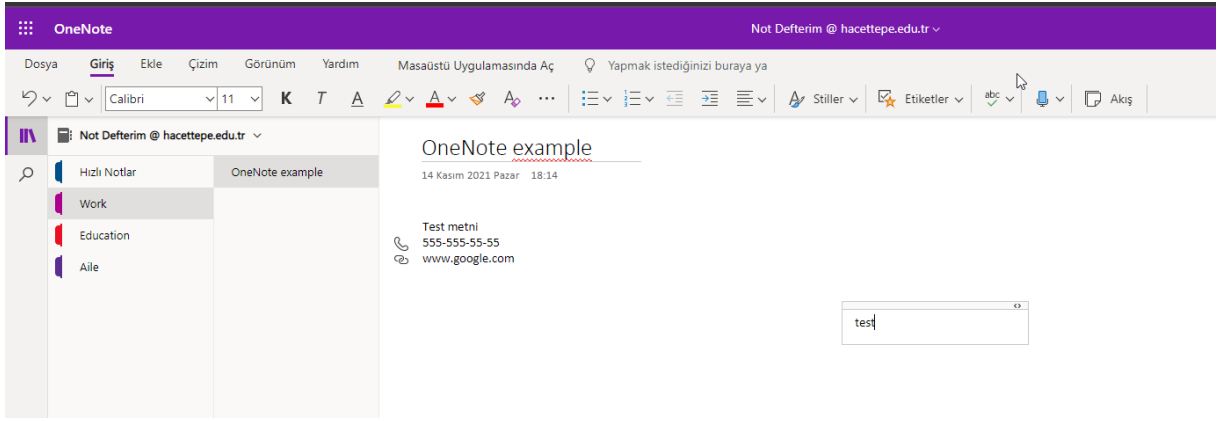 OneNote
Not Defterim @ hacettepe.edu.tr
Dosya Giriş Ekle Çizim Görünüm Yardım Masaüstü Uygulamasında Aç Yapmak istediğinizi buraya ya
Calibri 11 K T A A A Stiller Etiketler abc Akış
Not Defterim @ hacettepe.edu.tr
Hızlı Notlar
Work
Education
Aile
OneNote example
OneNote example
14 Kasım 2021 Pazar 18:14
Test metni
555-555-55-55
www.google.com
test